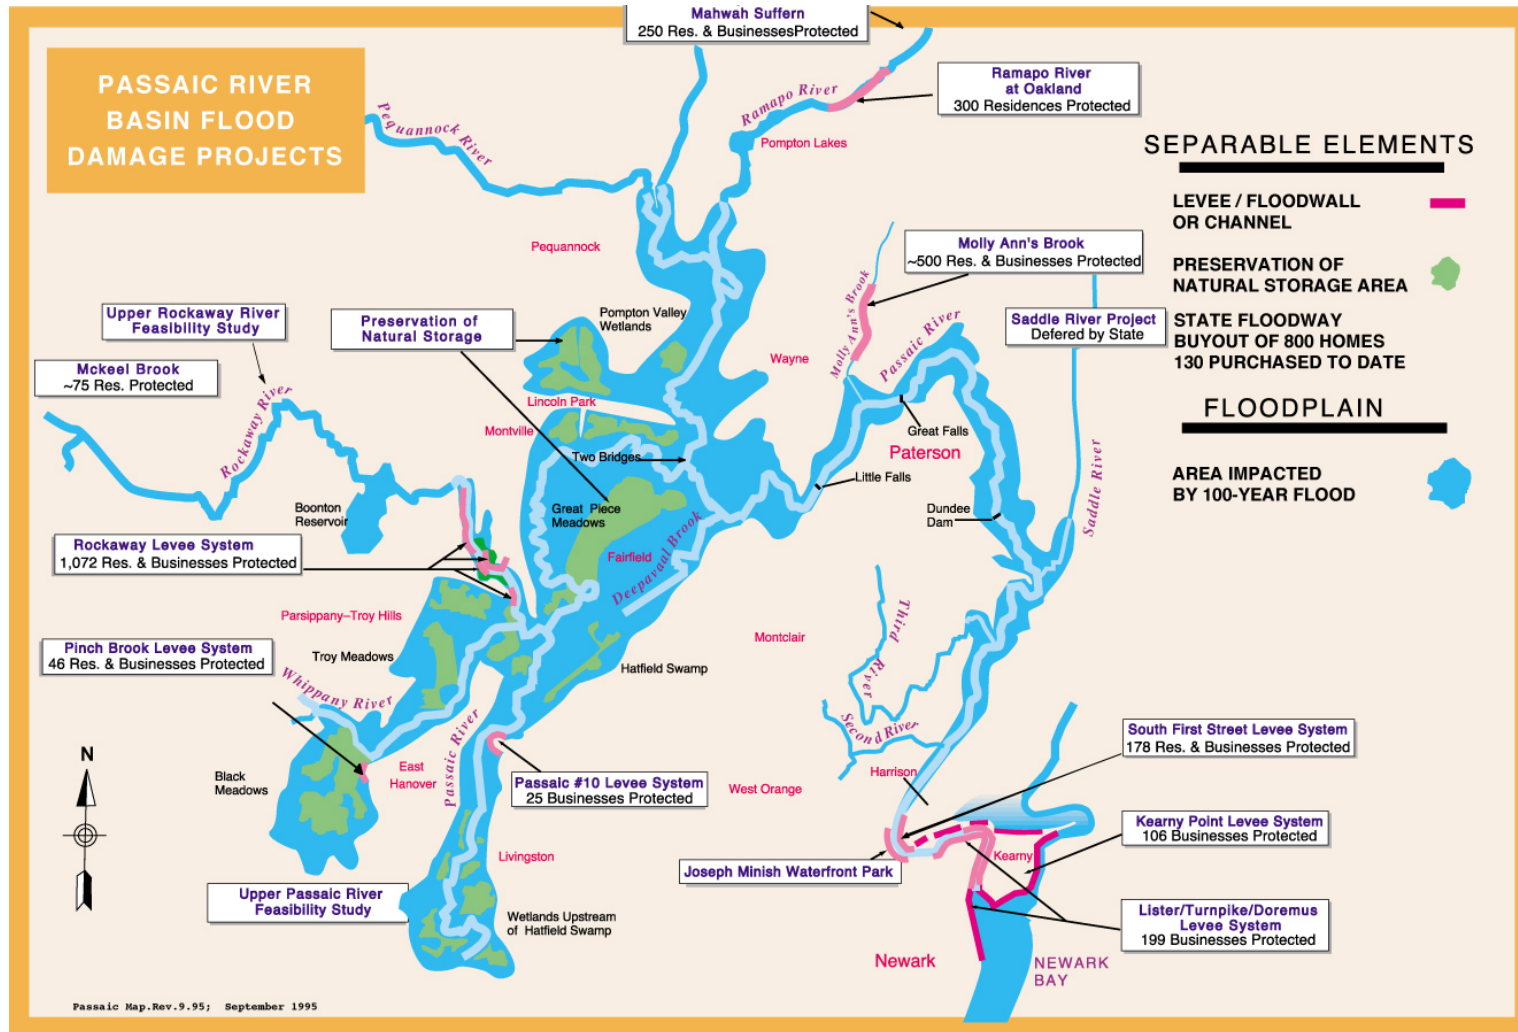 Mahwah Suffern
250 Res. & BusinessesProtected
PASSAIC RIVER
BASIN FLOOD
DAMAGE PROJECTS
Pequannock River
Ramapo River
Ramapo River
at Oakland
300 Residences Protected
Pompton Lakes
SEPARABLE ELEMENTS
LEVEE / FLOODWALL
OR CHANNEL
PRESERVATION OF
NATURAL STORAGE AREA
STATE FLOODWAY
BUYOUT OF 800 HOMES
130 PURCHASED TO DATE
FLOODPLAIN
AREA IMPACTED
BY 100-YEAR FLOOD
Pequannock
Molly Ann's Brook
~500 Res. & Businesses Protected
Molly Ann's Brook
Passaic River
Saddle River Project
Defered by State
Upper Rockaway River
Feasibility Study
Preservation of
Natural Storage
Pompton Valley
Wetlands
Wayne
Mckeel Brook
~75 Res. Protected
Rockaway River
Lincoln Park
Montville
Two Bridges
Great Falls
Paterson
Little Falls
Saddle River
Boonton
Reservoir
Great Piece
Meadows
Dundee
Dam
Rockaway Levee System
1,072 Res. & Businesses Protected
Fairfield
Deepavaal Brook
Parsippany–Troy Hills
Third
River
Montclair
Pinch Brook Levee System
46 Res. & Businesses Protected
Troy Meadows
Hatfield Swamp
Whippany River
Passaic River
Second River
South First Street Levee System
178 Res. & Businesses Protected
N
Black
Meadows
East
Hanover
Passaic #10 Levee System
25 Businesses Protected
West Orange
Harrison
Kearny Point Levee System
106 Businesses Protected
Kearny
Livingston
Joseph Minish Waterfront Park
Upper Passaic River
Feasibility Study
Wetlands Upstream
of Hatfield Swamp
Lister/Turnpike/Doremus
Levee System
199 Businesses Protected
Newark
NEWARK
BAY
Passaic Map.Rev.9.95; September 1995